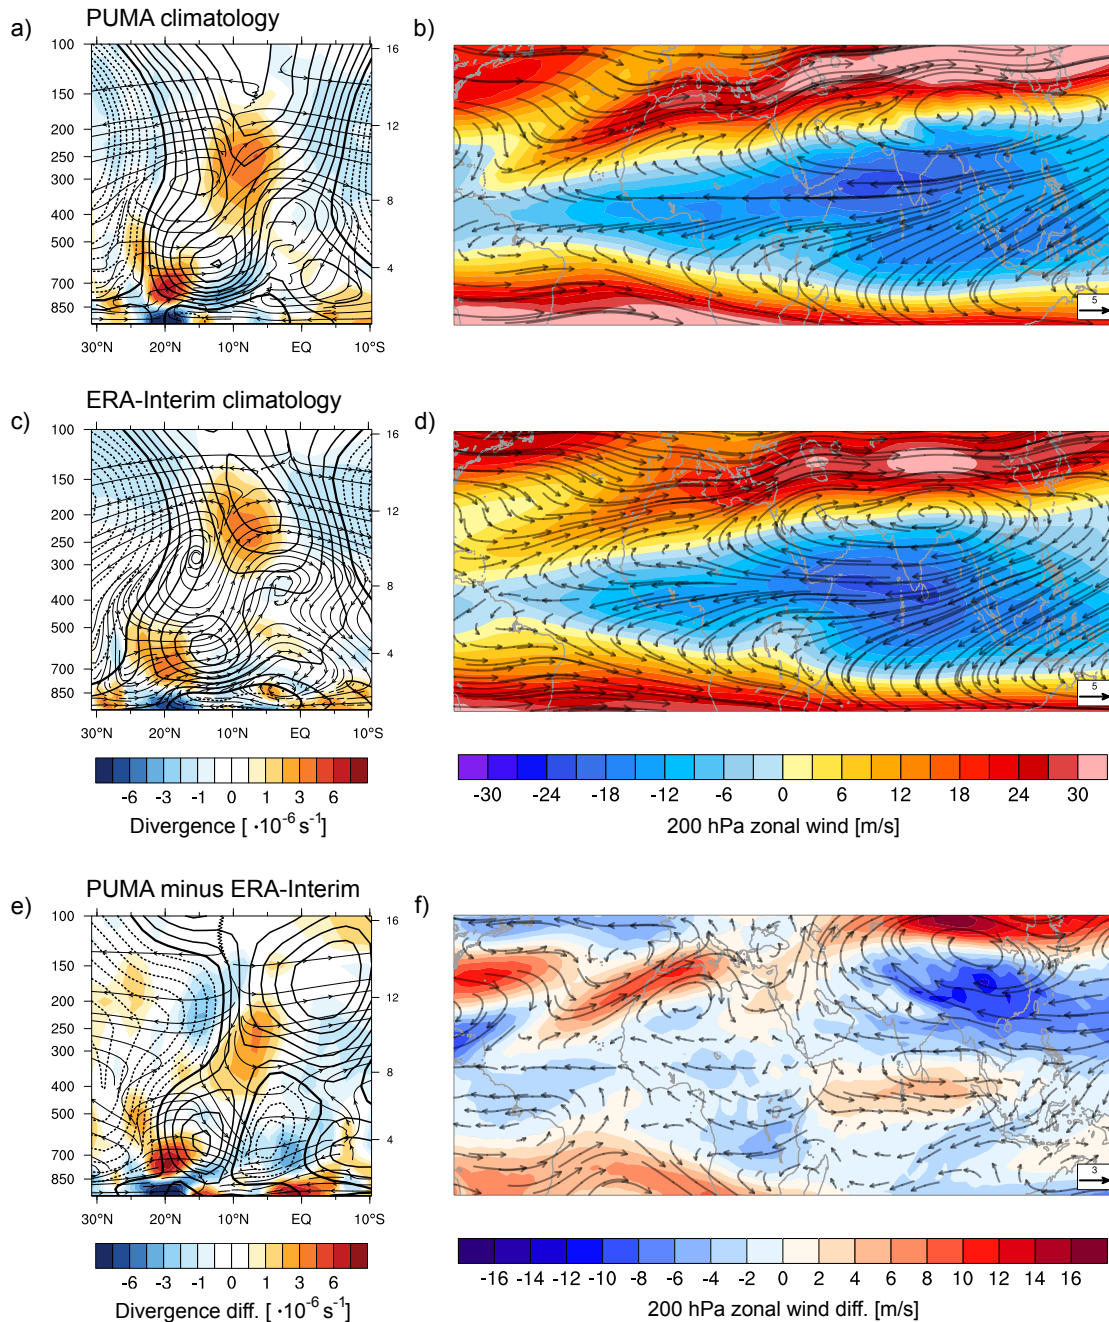 PUMA climatology
a)
b)
100
150
200
250
300
400
500
700
850
16
12
8
4
30°N 20°N 10°N EQ 10°S
5
ERA-Interim climatology
c)
d)
100
150
200
250
300
400
500
700
850
16
12
8
4
30°N 20°N 10°N EQ 10°S
5
-6 -3 -1 0 1 3 6
Divergence [ ·10⁻⁶ s⁻¹]
-30 -24 -18 -12 -6 0 6 12 18 24 30
200 hPa zonal wind [m/s]
PUMA minus ERA-Interim
e)
f)
100
150
200
250
300
400
500
700
850
16
12
8
4
30°N 20°N 10°N EQ 10°S
3
-6 -3 -1 0 1 3 6
Divergence diff. [ ·10⁻⁶ s⁻¹]
-16 -14 -12 -10 -8 -6 -4 -2 0 2 4 6 8 10 12 14 16
200 hPa zonal wind diff. [m/s]